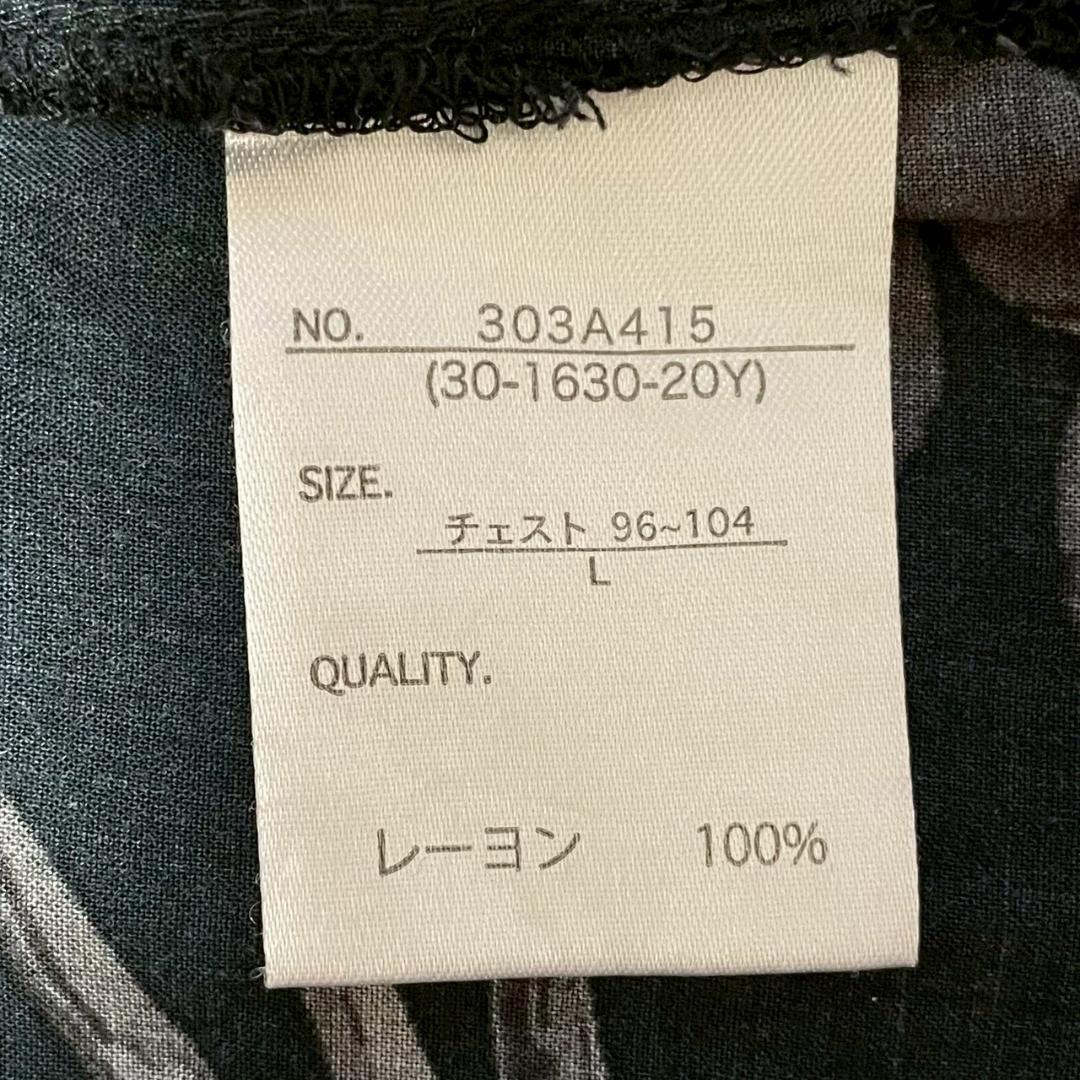 NO. 303A415
(30-1630-20Y)
SIZE.
チェスト 96~104
L
QUALITY.
レーヨン 100%